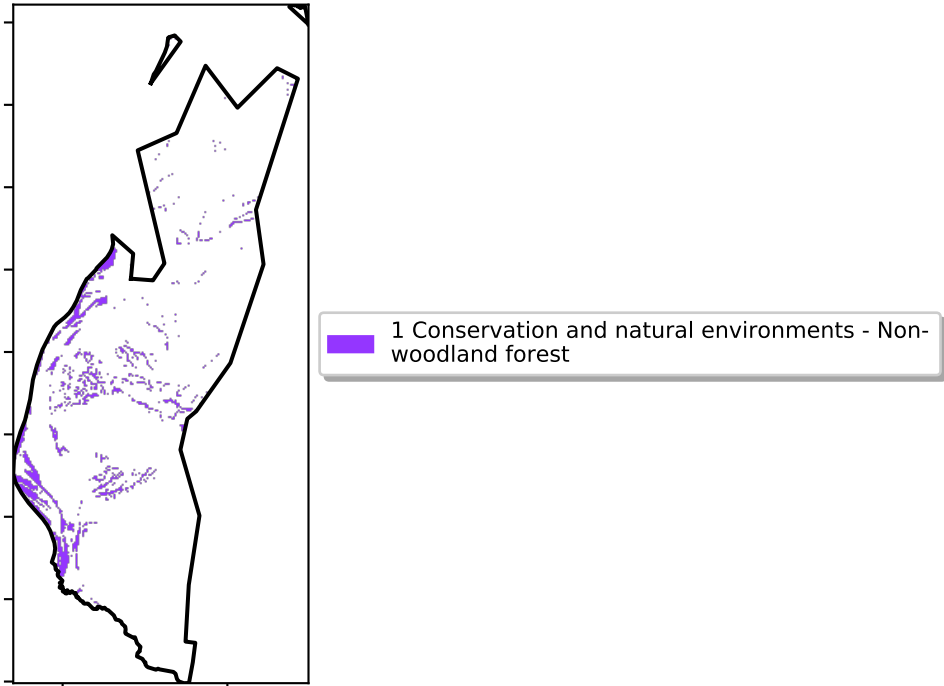 1 Conservation and natural environments - Non-
woodland forest